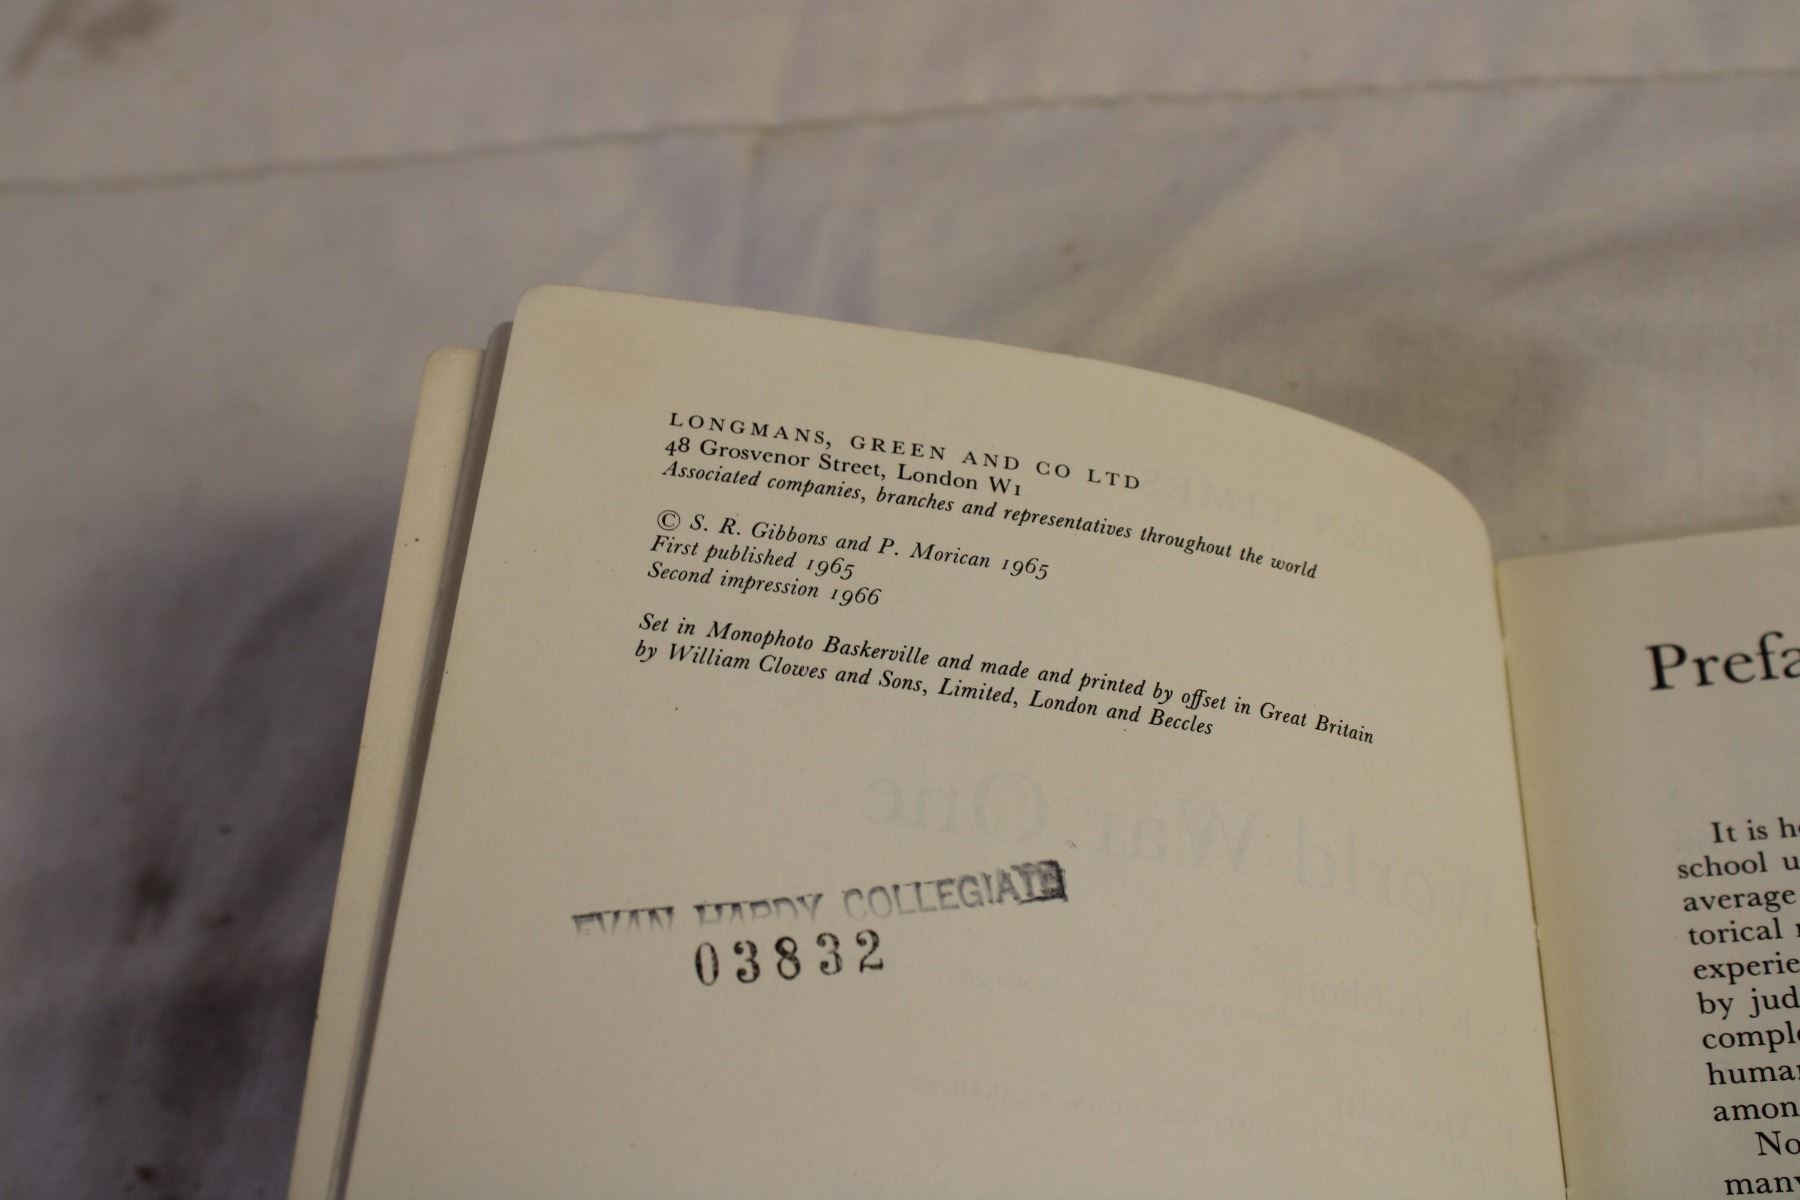 LONGMANS, GREEN AND CO LTD
48 Grosvenor Street, London W1
Associated companies, branches and representatives throughout the world
© S. R. Gibbons and P. Morican 1965
First published 1965
Second impression 1966
Set in Monophoto Baskerville and made and printed by offset in Great Britain
by William Clowes and Sons, Limited, London and Beccles
EVAN HARDY COLLEGIATE
03832
Prefa
It is h
school u
average
torical
experie
by jud
comple
human
amon
No
many